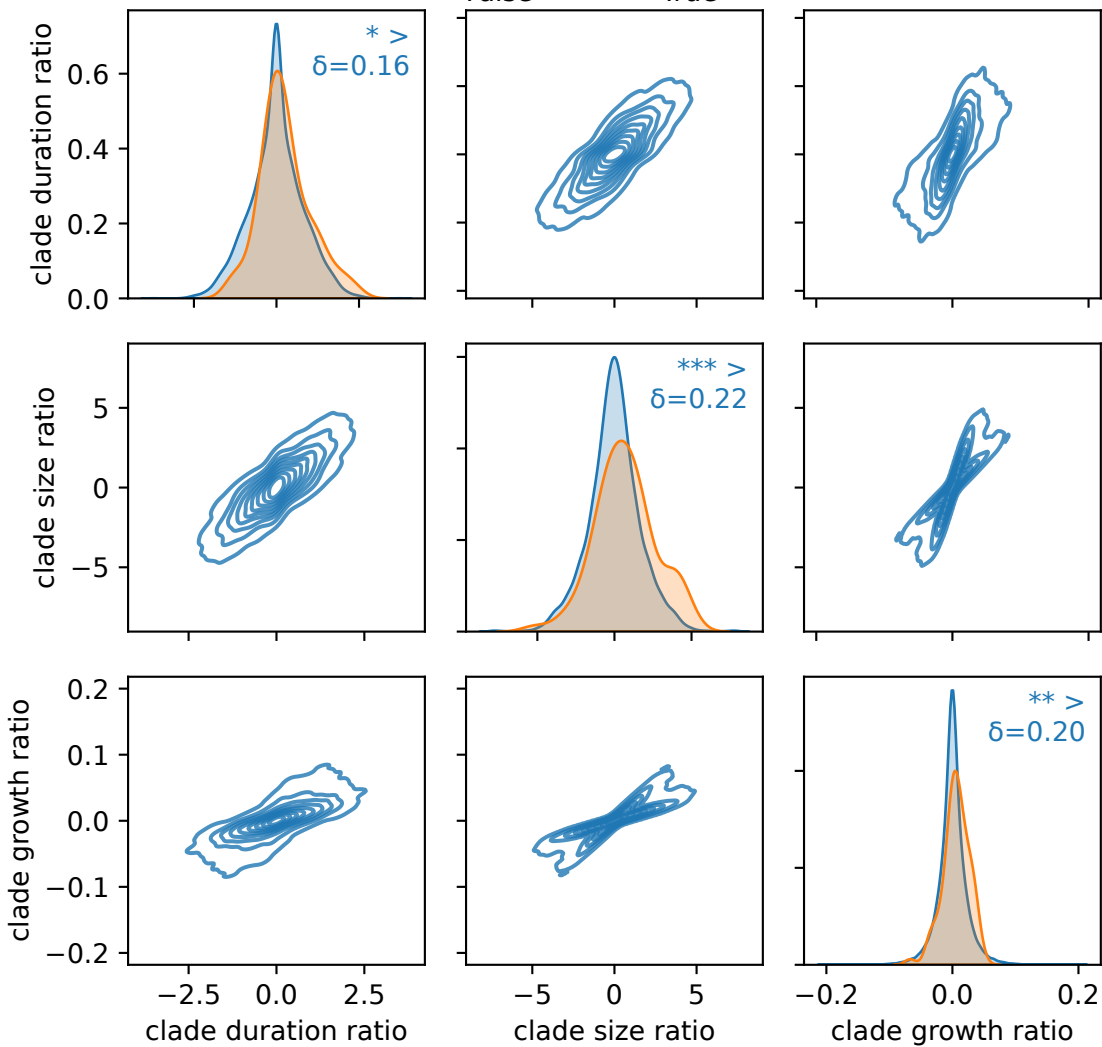 clade duration ratio
0.6
0.4
0.2
0.0
* >
δ=0.16
clade size ratio
5
0
−5
*** >
δ=0.22
clade growth ratio
0.2
0.1
0.0
−0.1
−0.2
** >
δ=0.20
−2.5 0.0 2.5
−5 0 5
−0.2 0.0 0.2
clade duration ratio
clade size ratio
clade growth ratio